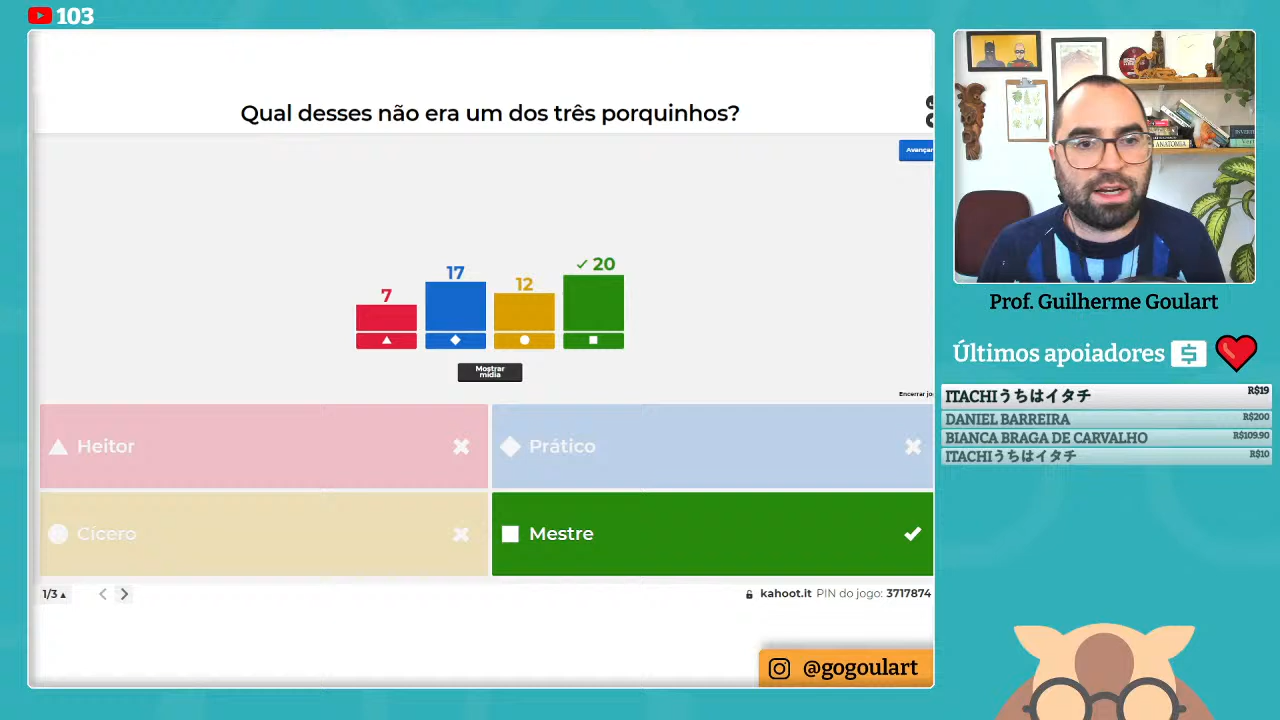 103
Qual desses não era um dos três porquinhos?
Avançar
7
17
12
20
Mostrar
mídia
Encerrar jo
Heitor
Prático
Cícero
Mestre
1/3
kahoot.it PIN do jogo: 3717874
@gogoulart
ANATOMIA
Prof. Guilherme Goulart
Últimos apoiadores
ITACHIうちはイタチ R$19
DANIEL BARREIRA R$200
BIANCA BRAGA DE CARVALHO R$109.90
ITACHIうちはイタチ R$10